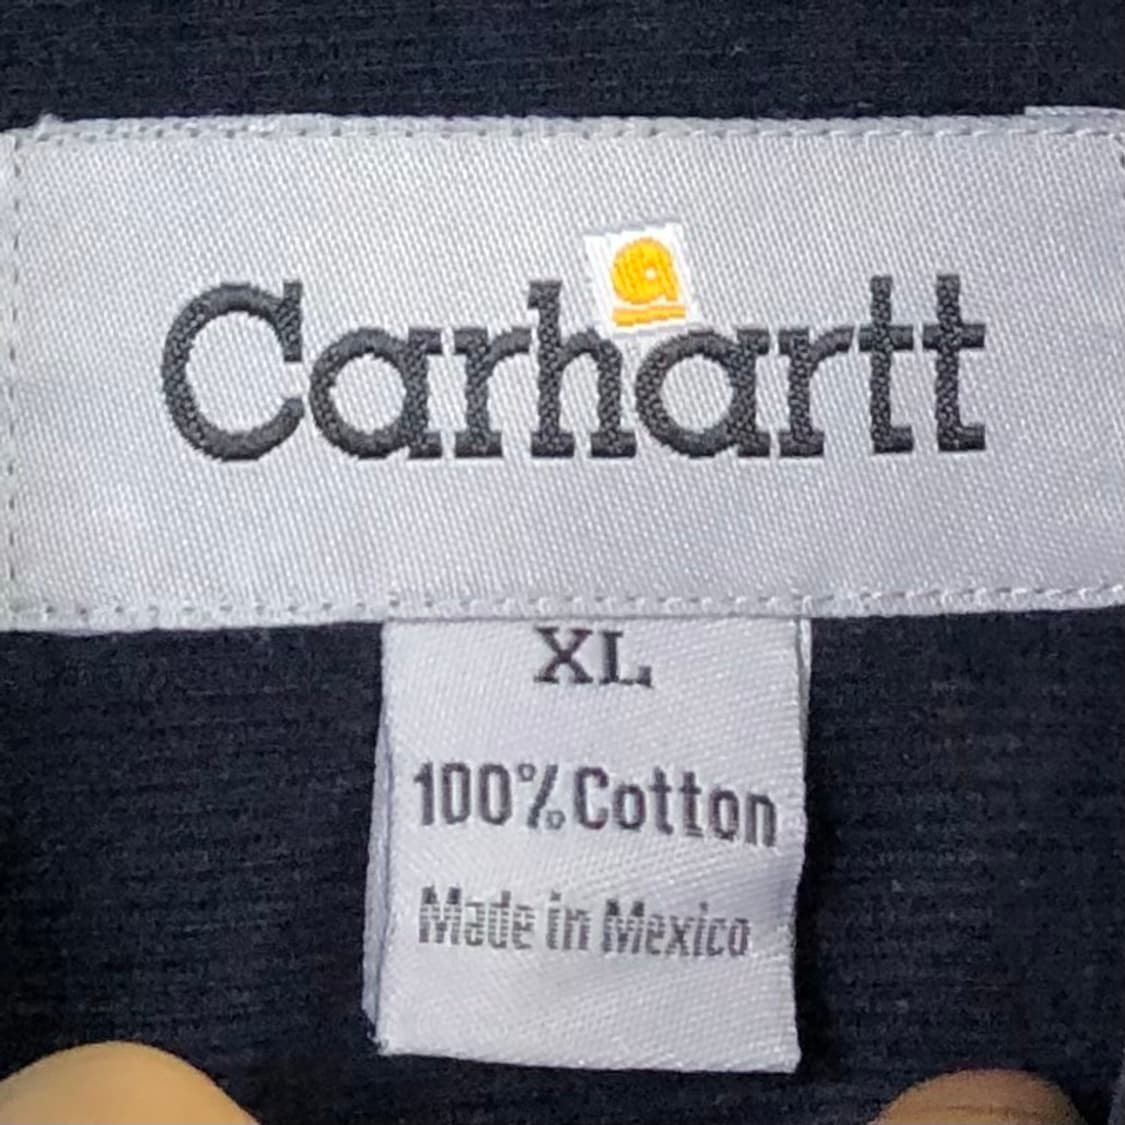 Carhartt
XL
100% Cotton
Made in Mexico